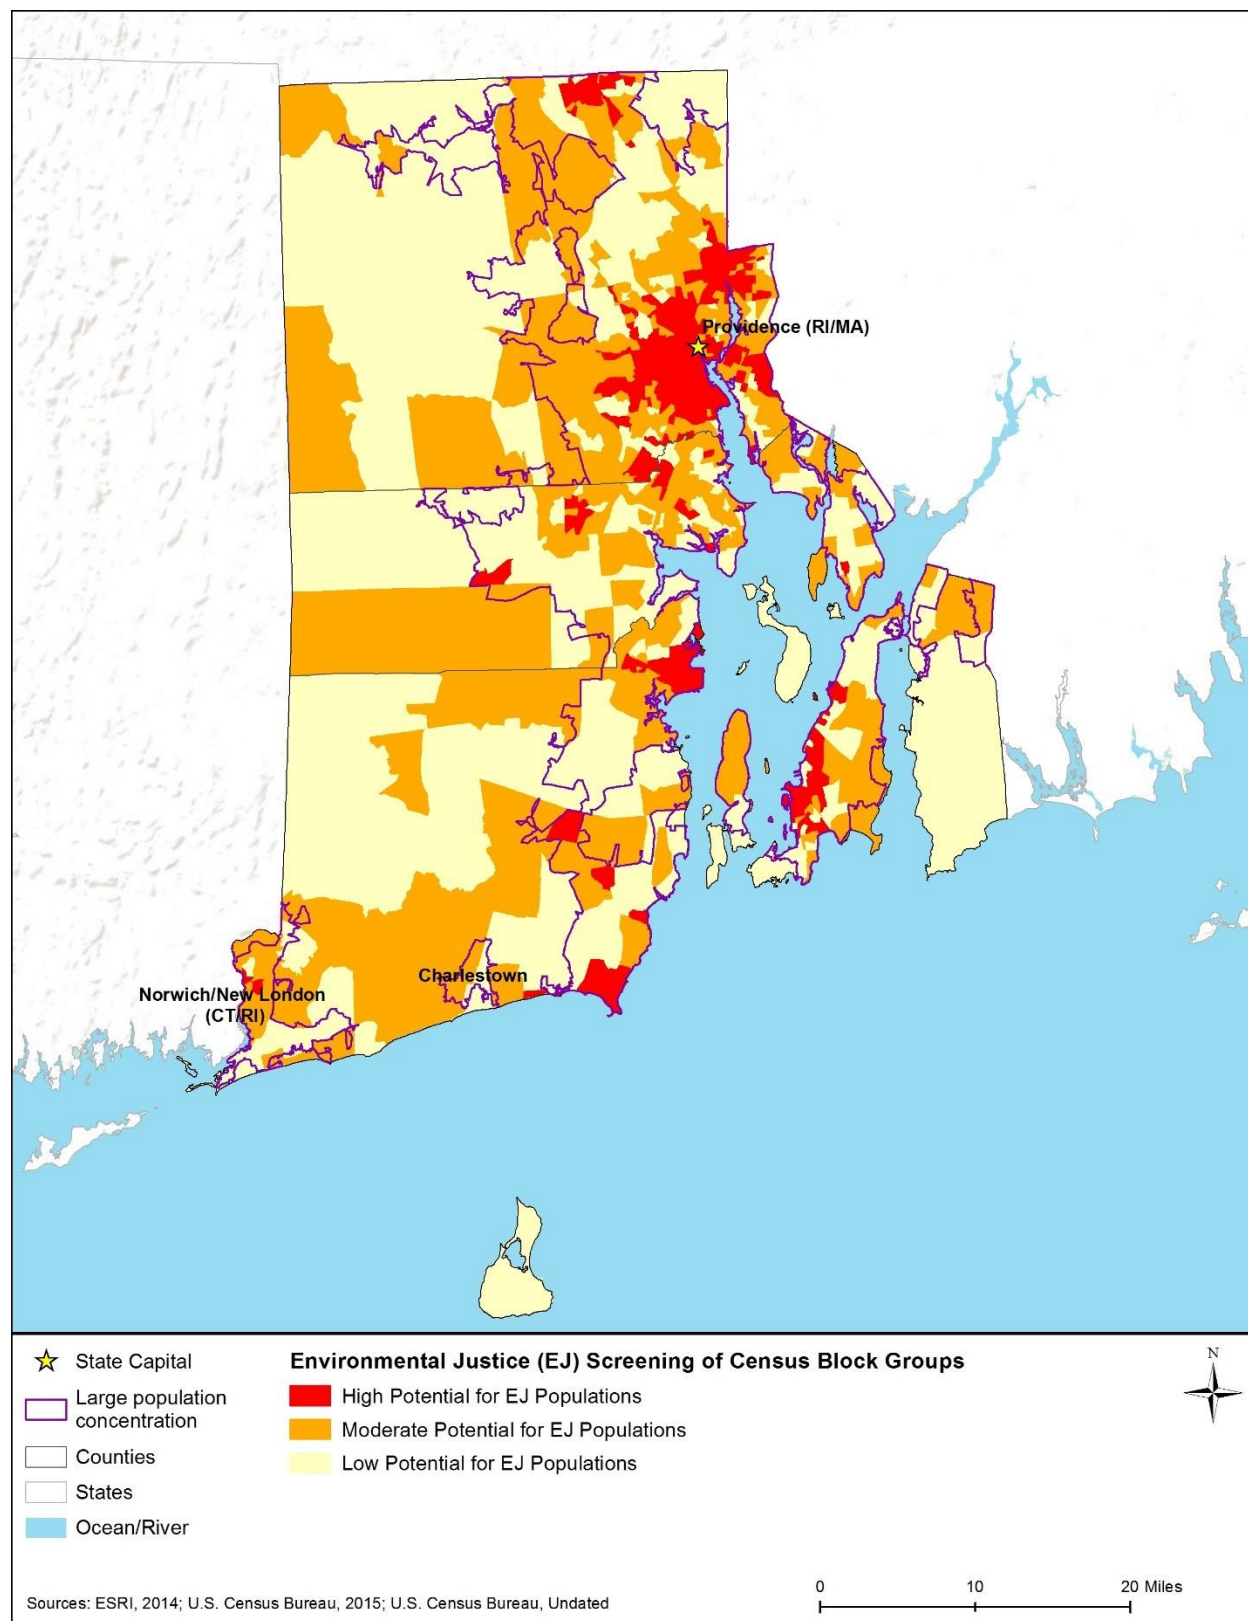 Providence (RI/MA)
Charlestown
Norwich/New London
(CT/RI)
State Capital
Large population
concentration
Counties
States
Ocean/River
Environmental Justice (EJ) Screening of Census Block Groups
High Potential for EJ Populations
Moderate Potential for EJ Populations
Low Potential for EJ Populations
N
0 10 20 Miles
Sources: ESRI, 2014; U.S. Census Bureau, 2015; U.S. Census Bureau, Undated